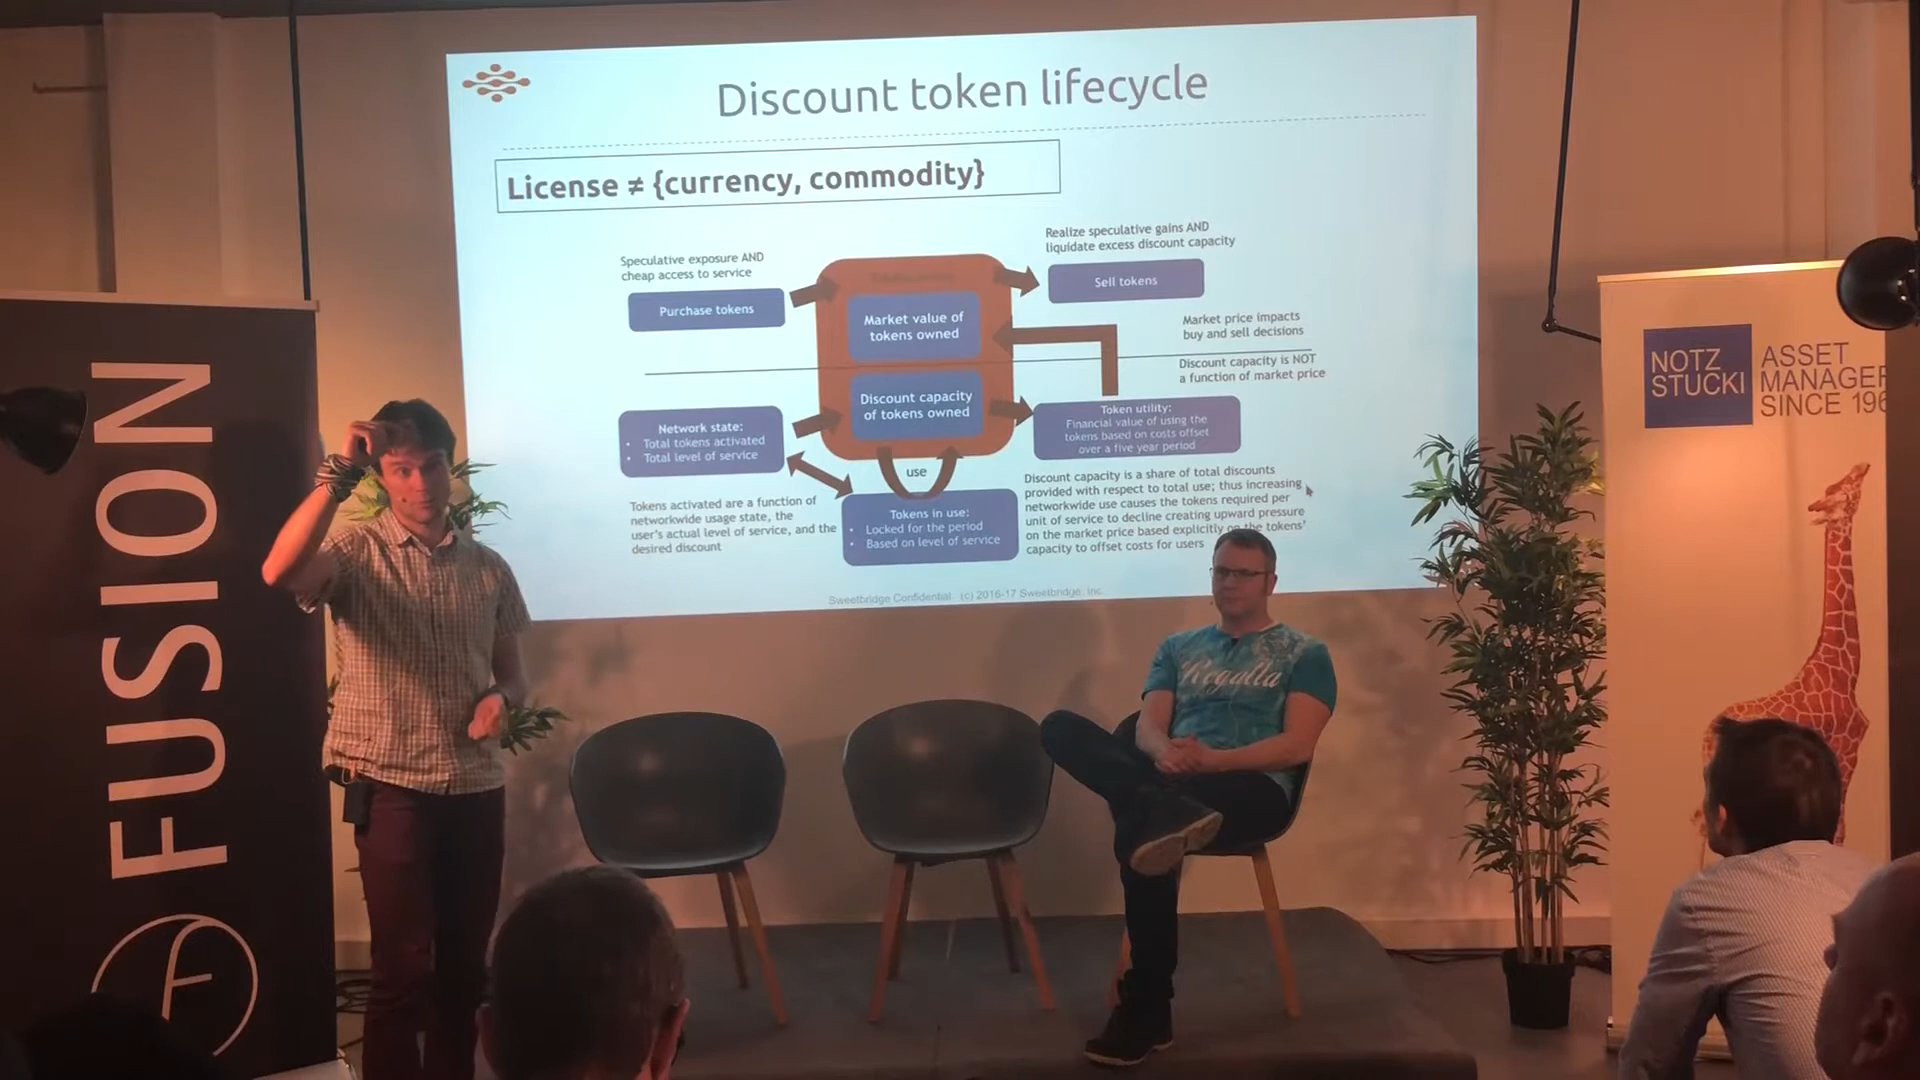 Discount token lifecycle
License ≠ {currency, commodity}
Speculative exposure AND
cheap access to service
Purchase tokens
Market value of
tokens owned
Realize speculative gains AND
liquidate excess discount capacity
Sell tokens
Market price impacts
buy and sell decisions
Discount capacity is NOT
a function of market price
Network state:
• Total tokens activated
• Total level of service
Discount capacity
of tokens owned
Token utility:
Financial value of using the
tokens based on costs offset
over a five year period
use
Tokens activated are a function of
networkwide usage state, the
user's actual level of service, and the
desired discount
Tokens in use:
• Locked for the period
• Based on level of service
Discount capacity is a share of total discounts
provided with respect to total use; thus increasing
networkwide use causes the tokens required per
unit of service to decline creating upward pressure
on the market price based explicitly on the tokens'
capacity to offset costs for users
Sweetbridge Confidential (c) 2016-17 Sweetbridge, Inc.
FUSION
F
NOTZ
STUCKI
ASSET
MANAGER
SINCE 196
Regatta